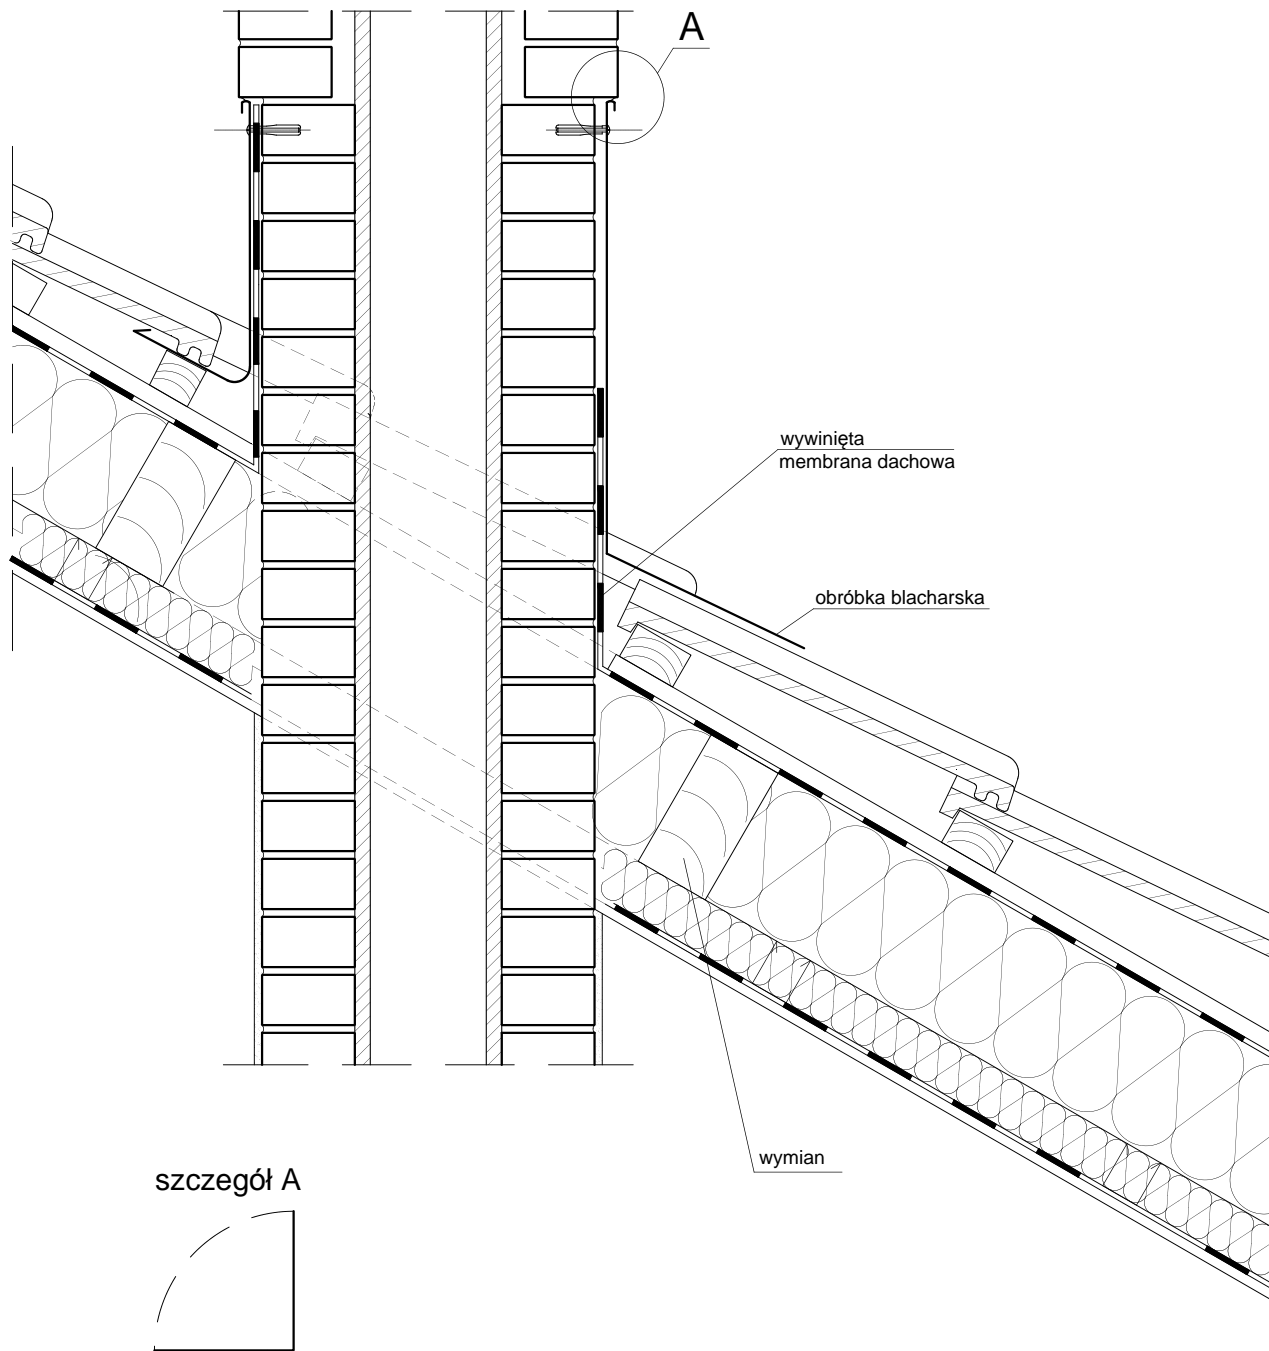 A
wywinięta
membrana dachowa
obróbka blacharska
wymian
szczegół A